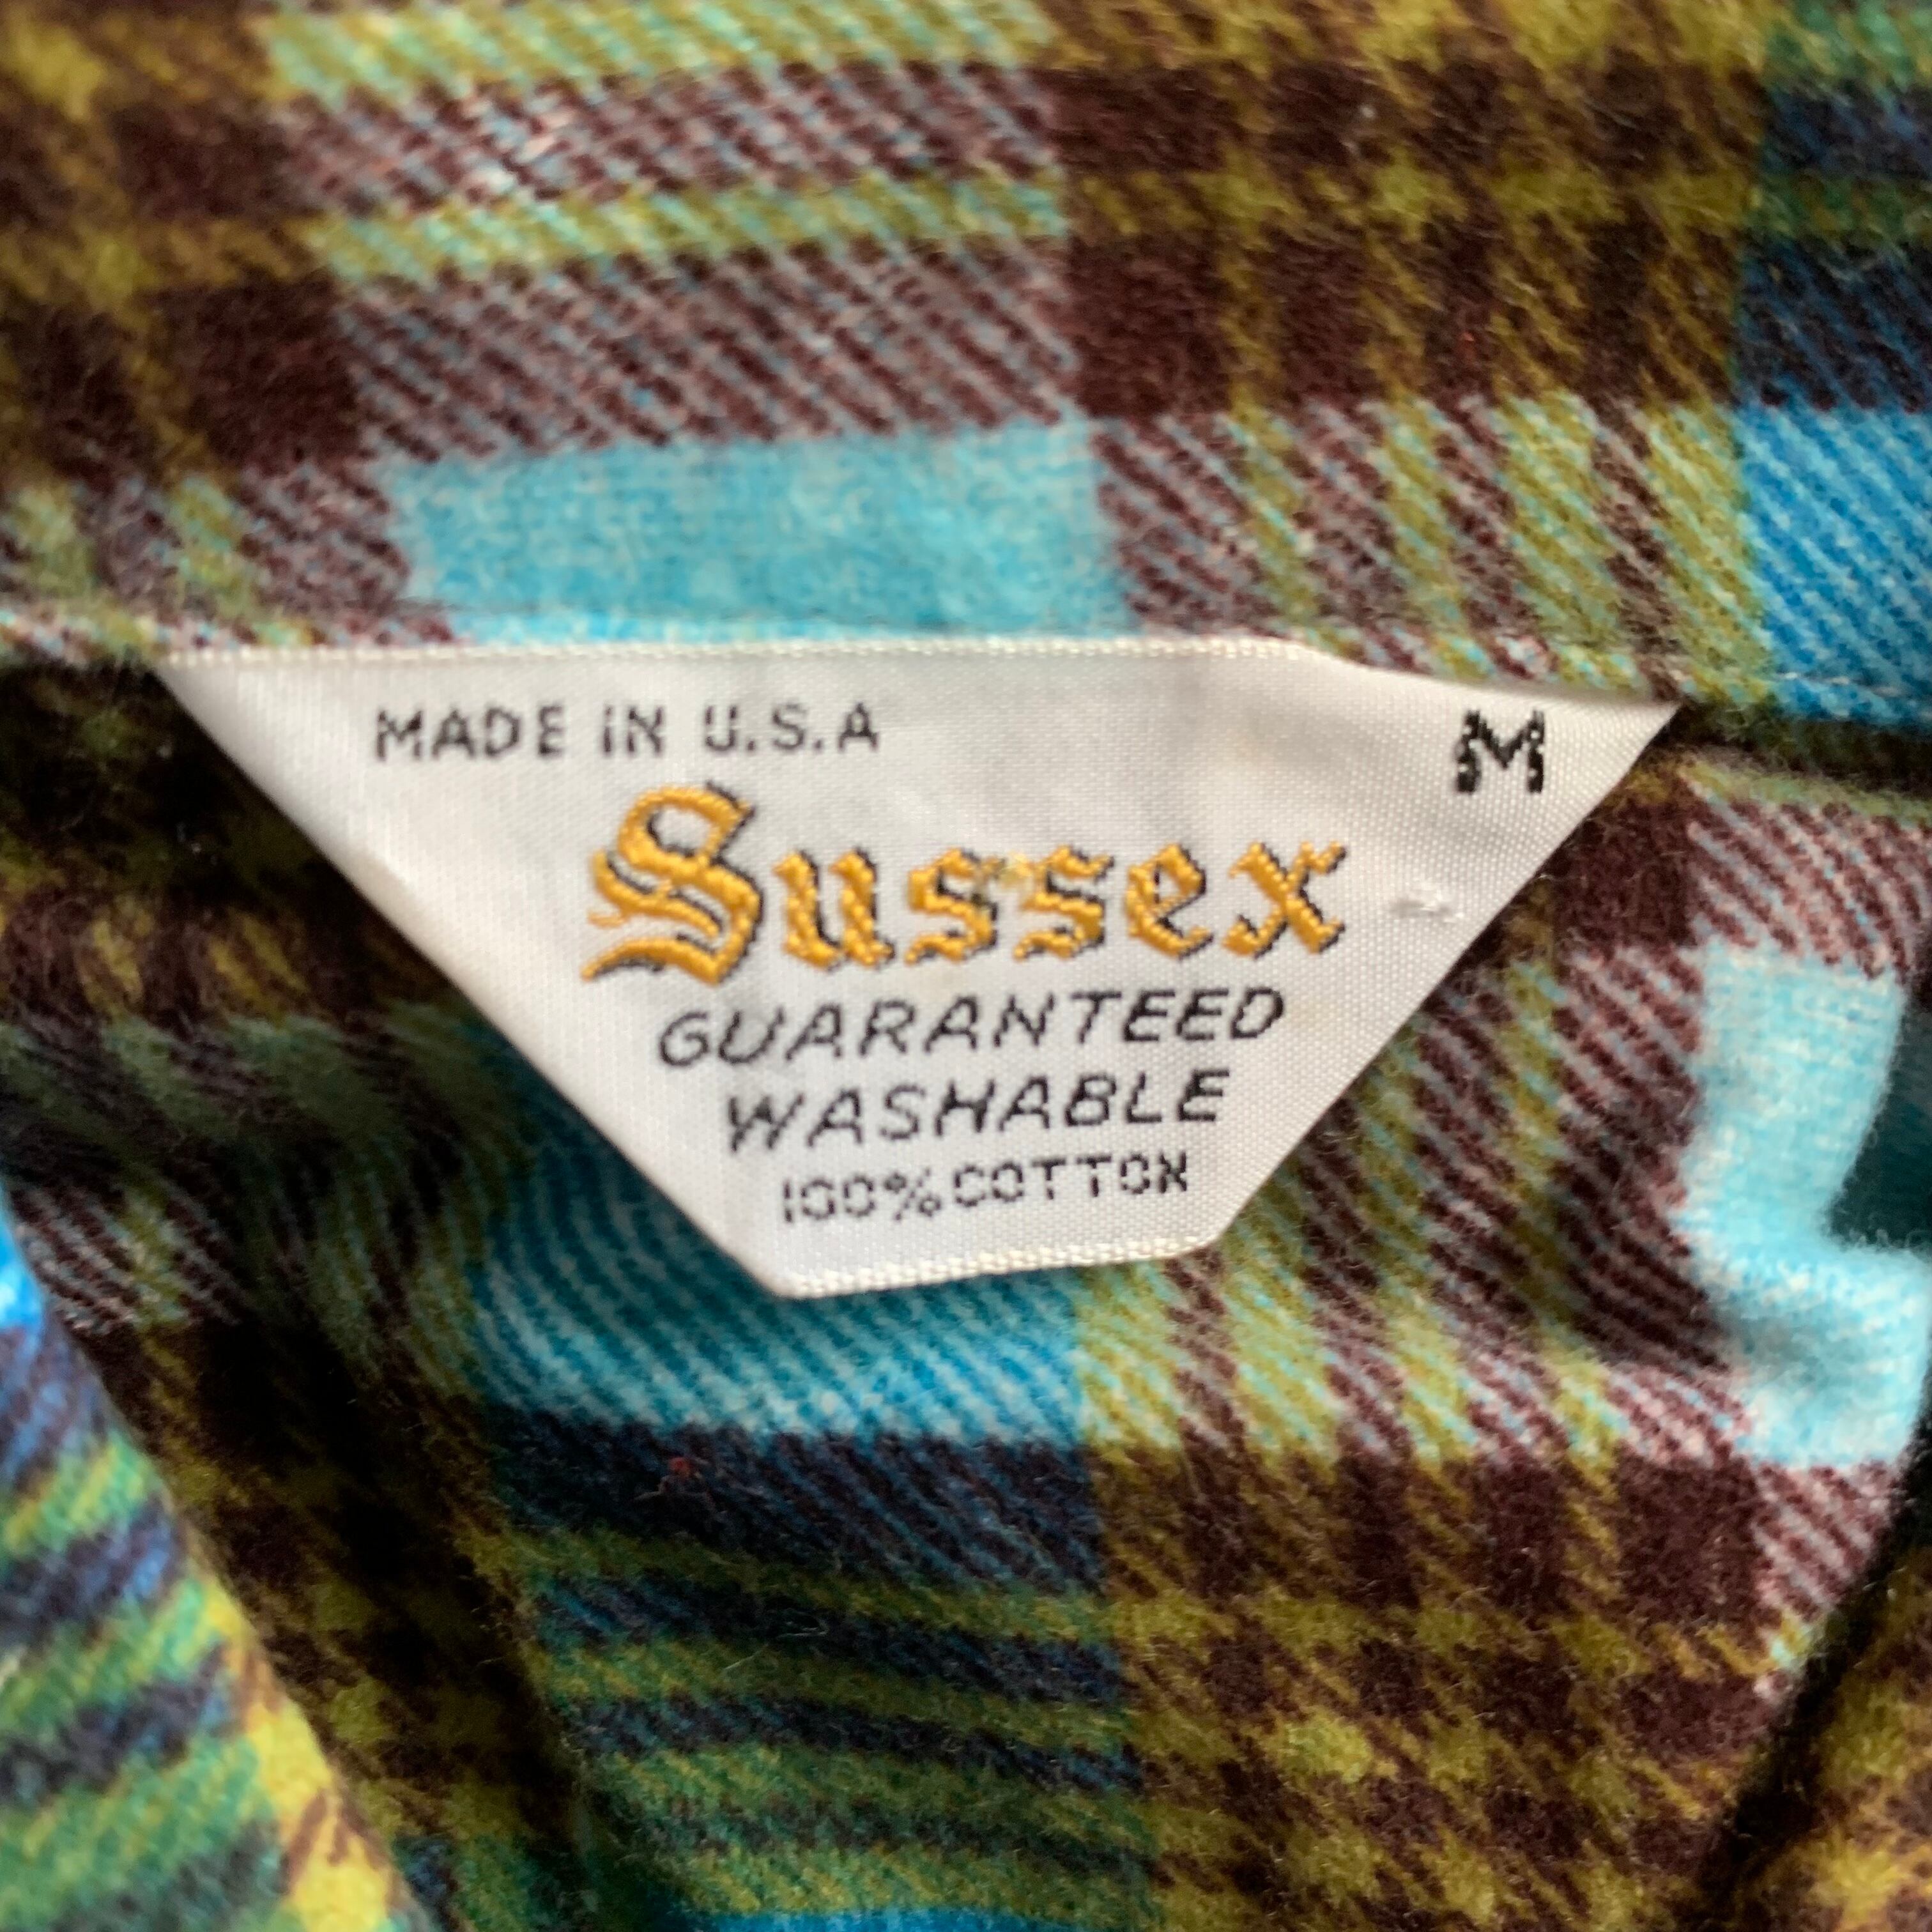 MADE IN U.S.A
M
Sussex
GUARANTEED
WASHABLE
100% COTTON